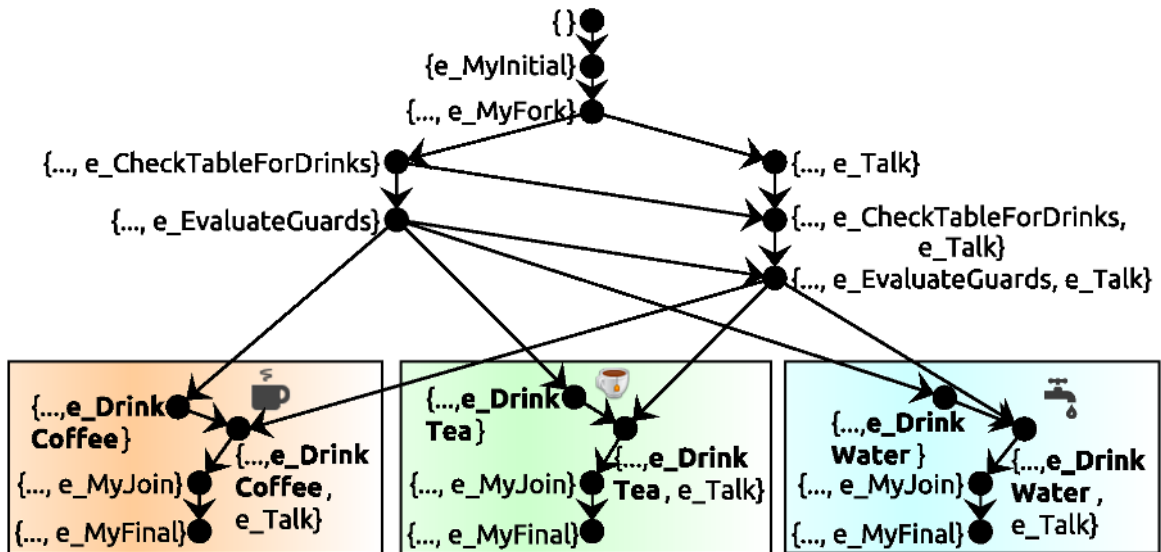 { }
{e_MyInitial}
{..., e_MyFork}
{..., e_CheckTableForDrinks}
{..., e_Talk}
{..., e_EvaluateGuards}
{..., e_CheckTableForDrinks,
e_Talk}
{..., e_EvaluateGuards, e_Talk}
{...,e_Drink
Coffee }
{...,e_Drink
Coffee ,
e_Talk}
{..., e_MyJoin}
{..., e_MyFinal}
{...,e_Drink
Tea }
{...,e_Drink
Tea , e_Talk}
{..., e_MyJoin}
{..., e_MyFinal}
{...,e_Drink
Water }
{...,e_Drink
Water ,
e_Talk}
{..., e_MyJoin}
{..., e_MyFinal}